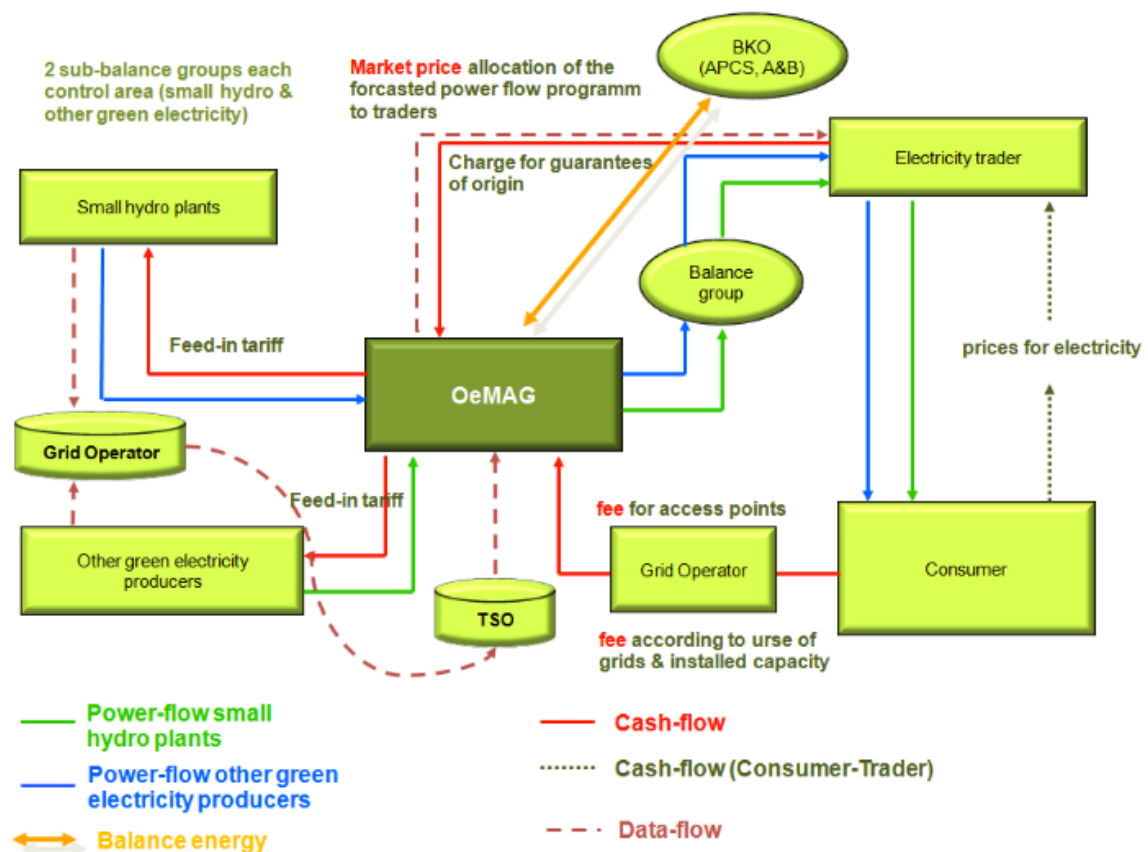 BKO
(APCS, A&B)
2 sub-balance groups each
control area (small hydro &
other green electricity)
Market price allocation of the
forcasted power flow programm
to traders
Electricity trader
Charge for guarantees
of origin
Small hydro plants
Balance
group
Feed-in tariff
prices for electricity
OeMAG
Grid Operator
Feed-in tariff
fee for access points
Other green electricity
producers
Grid Operator
Consumer
TSO
fee according to urse of
grids & installed capacity
Power-flow small
hydro plants
Cash-flow
Power-flow other green
electricity producers
Cash-flow (Consumer-Trader)
Balance energy
Data-flow